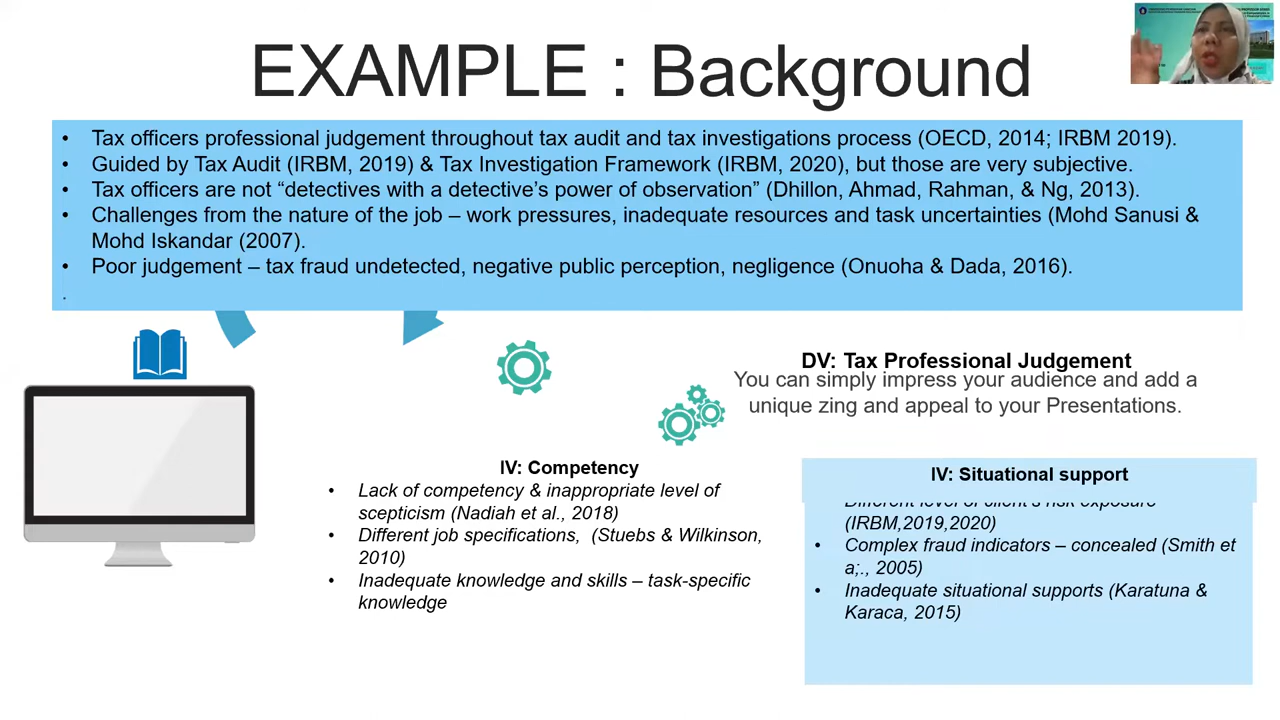 EXAMPLE : Background
• Tax officers professional judgement throughout tax audit and tax investigations process (OECD, 2014; IRBM 2019).
• Guided by Tax Audit (IRBM, 2019) & Tax Investigation Framework (IRBM, 2020), but those are very subjective.
• Tax officers are not “detectives with a detective’s power of observation” (Dhillon, Ahmad, Rahman, & Ng, 2013).
• Challenges from the nature of the job – work pressures, inadequate resources and task uncertainties (Mohd Sanusi &
Mohd Iskandar (2007).
• Poor judgement – tax fraud undetected, negative public perception, negligence (Onuoha & Dada, 2016).
.
DV: Tax Professional Judgement
You can simply impress your audience and add a
unique zing and appeal to your Presentations.
IV: Competency
• Lack of competency & inappropriate level of
scepticism (Nadiah et al., 2018)
• Different job specifications, (Stuebs & Wilkinson,
2010)
• Inadequate knowledge and skills – task-specific
knowledge
IV: Situational support
Different level of client's risk exposure
(IRBM,2019,2020)
• Complex fraud indicators – concealed (Smith et
a;., 2005)
• Inadequate situational supports (Karatuna &
Karaca, 2015)